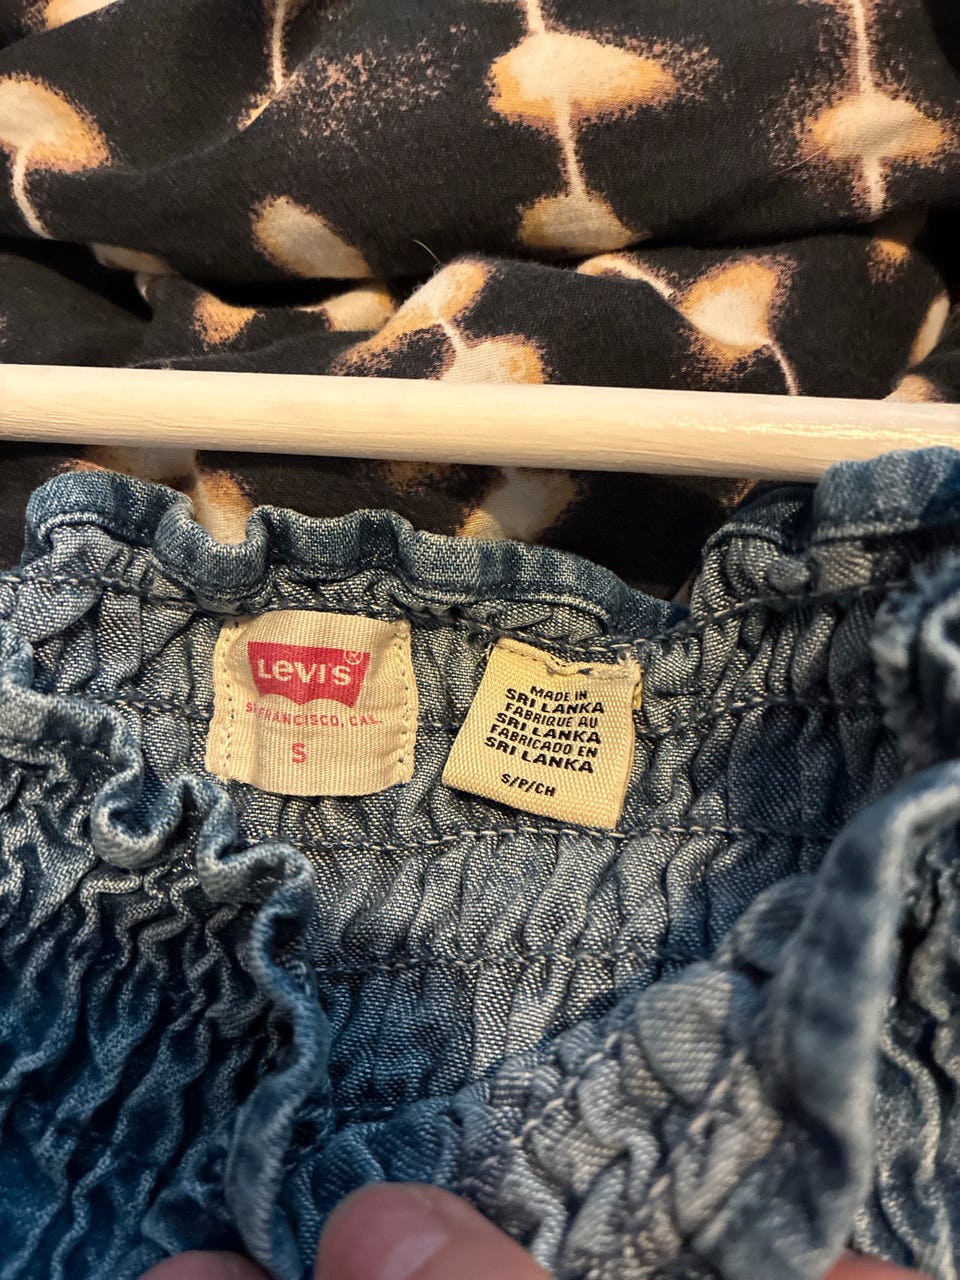 LEVI'S®
SAN FRANCISCO, CAL.
S
MADE IN
SRI LANKA
FABRIQUE AU
SRI LANKA
FABRICADO EN
SRI LANKA
S/P/CH